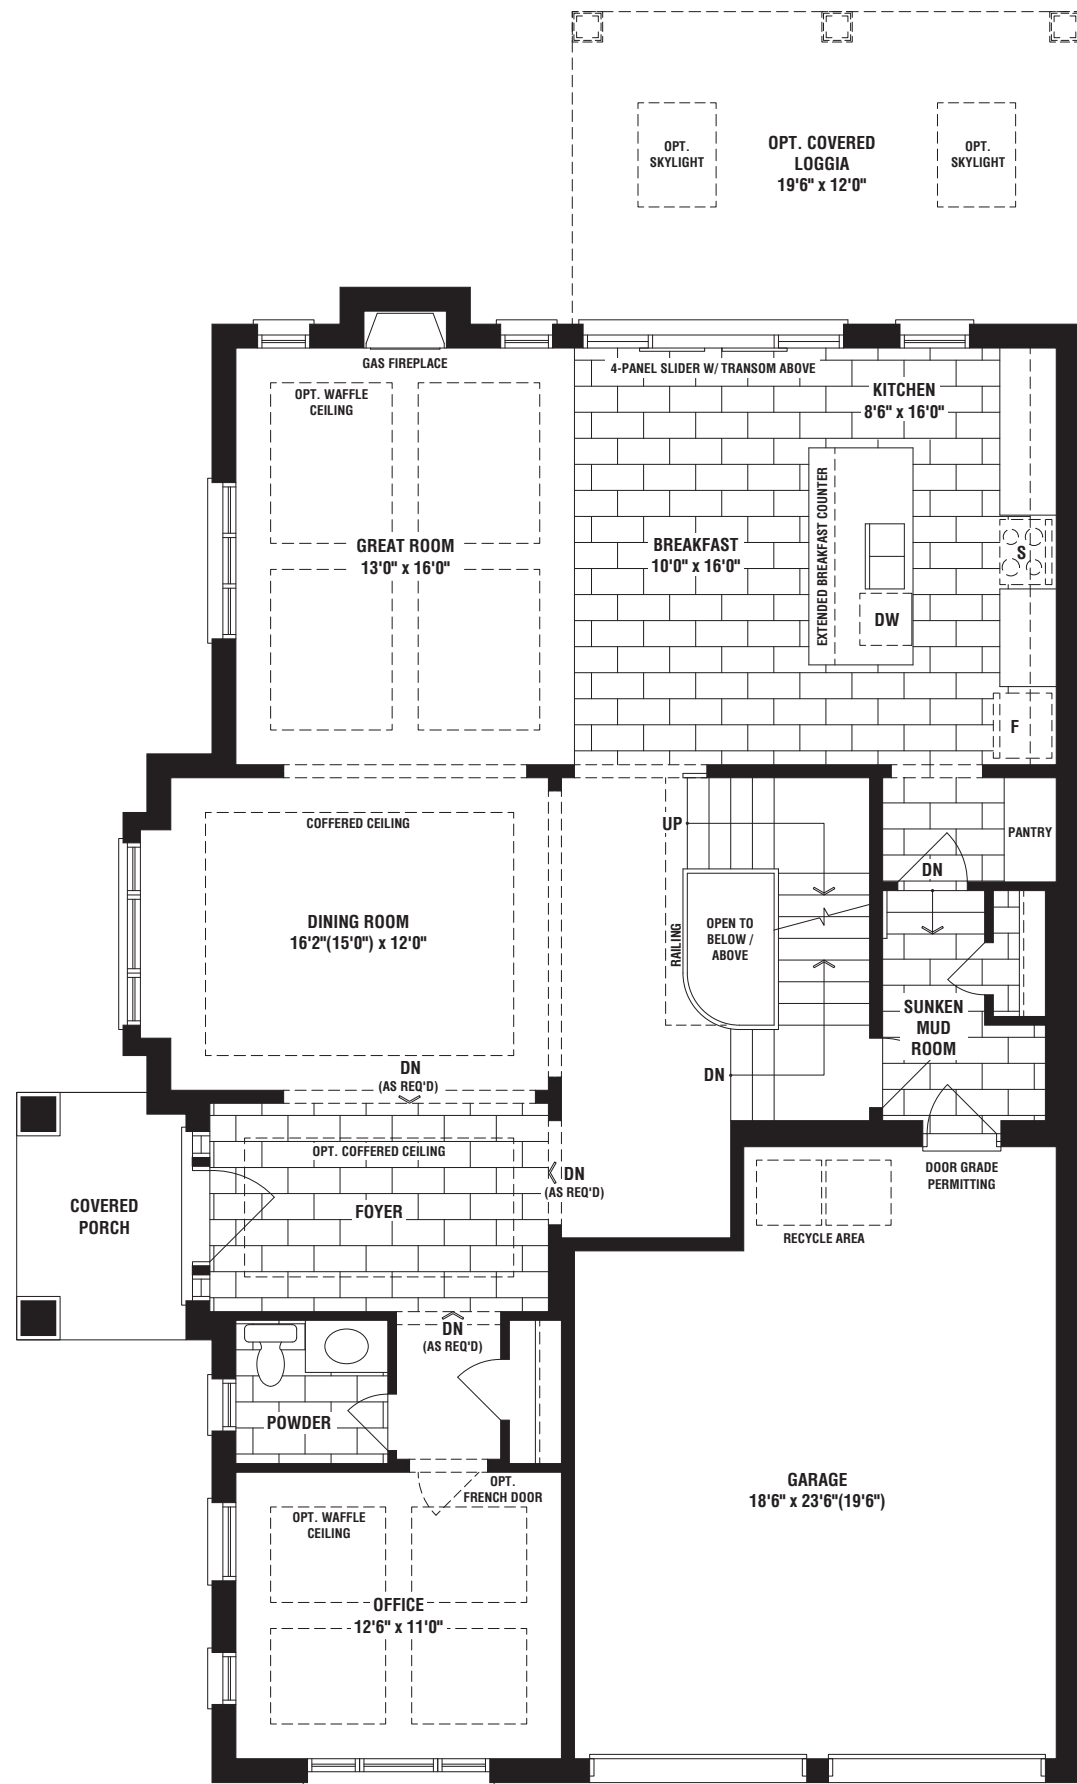 OPT.
SKYLIGHT
OPT. COVERED
LOGGIA
19'6" x 12'0"
OPT.
SKYLIGHT
GAS FIREPLACE
4-PANEL SLIDER W/ TRANSOM ABOVE
OPT. WAFFLE
CEILING
KITCHEN
8'6" x 16'0"
GREAT ROOM
13'0" x 16'0"
BREAKFAST
10'0" x 16'0"
EXTENDED BREAKFAST COUNTER
S
DW
F
COFFERED CEILING
UP
PANTRY
DN
DINING ROOM
16'2"(15'0") x 12'0"
RAILING
OPEN TO
BELOW /
ABOVE
SUNKEN
MUD
ROOM
DN
(AS REQ'D)
DN
OPT. COFFERED CEILING
DN
(AS REQ'D)
DOOR GRADE
PERMITTING
COVERED
PORCH
FOYER
RECYCLE AREA
DN
(AS REQ'D)
POWDER
OPT.
FRENCH DOOR
GARAGE
18'6" x 23'6"(19'6")
OPT. WAFFLE
CEILING
OFFICE
12'6" x 11'0"